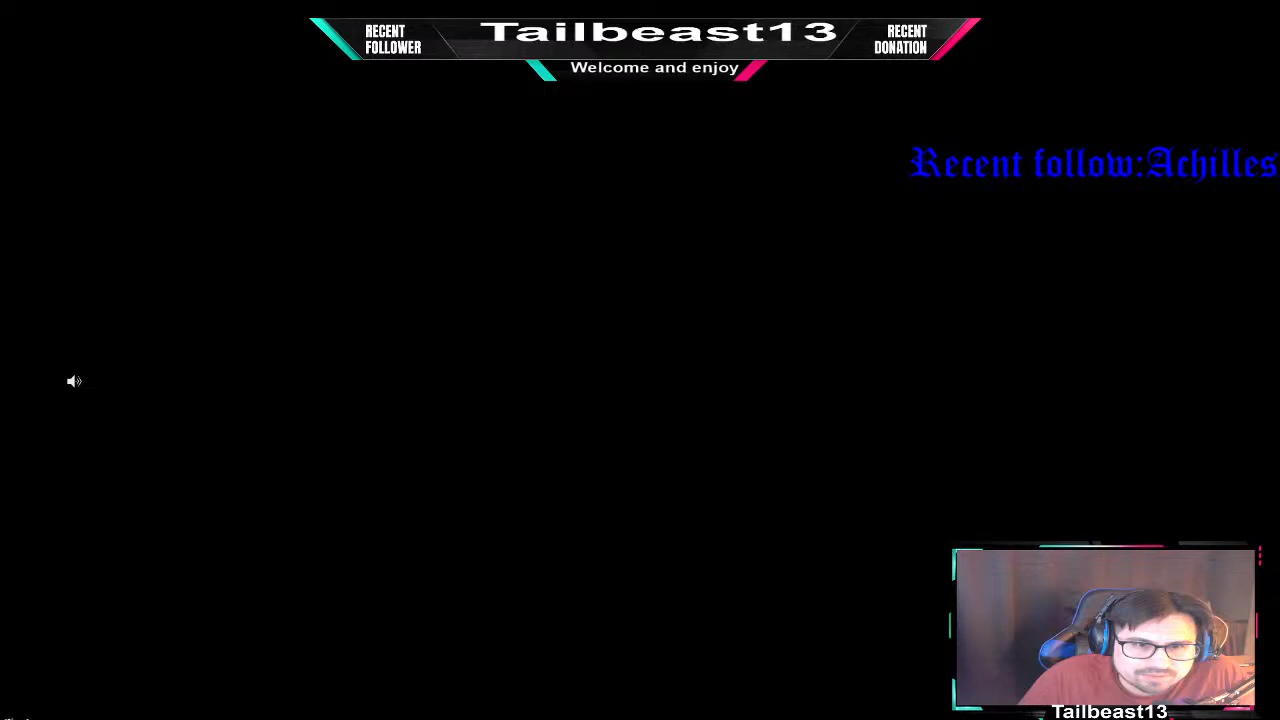 RECENT
FOLLOWER
Tailbeast13
RECENT
DONATION
Welcome and enjoy
Recent follow:Achilles
Tailbeast13